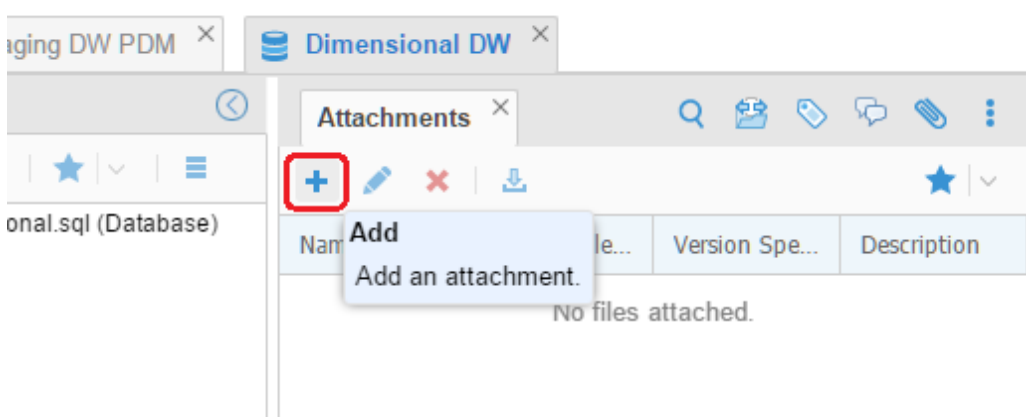 aging DW PDM
Dimensional DW
Attachments
onal.sql (Database)
Nam
le...
Version Spe...
Description
Add
Add an attachment.
No files attached.